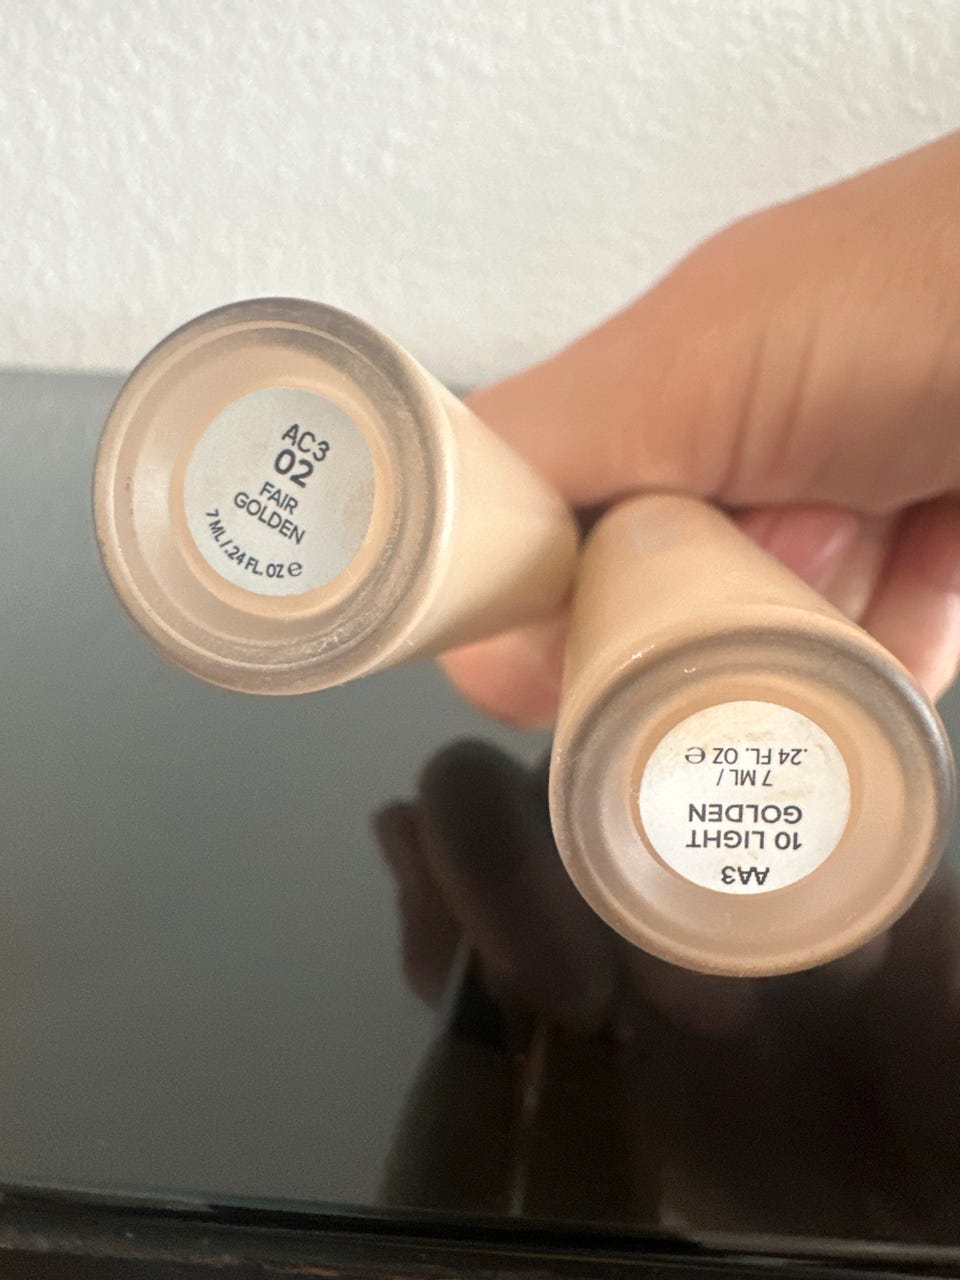 AC3
02
FAIR
GOLDEN
7 ML / .24 FL. OZ ℮
AA3
10 LIGHT
GOLDEN
7 ML /
.24 FL. OZ ℮